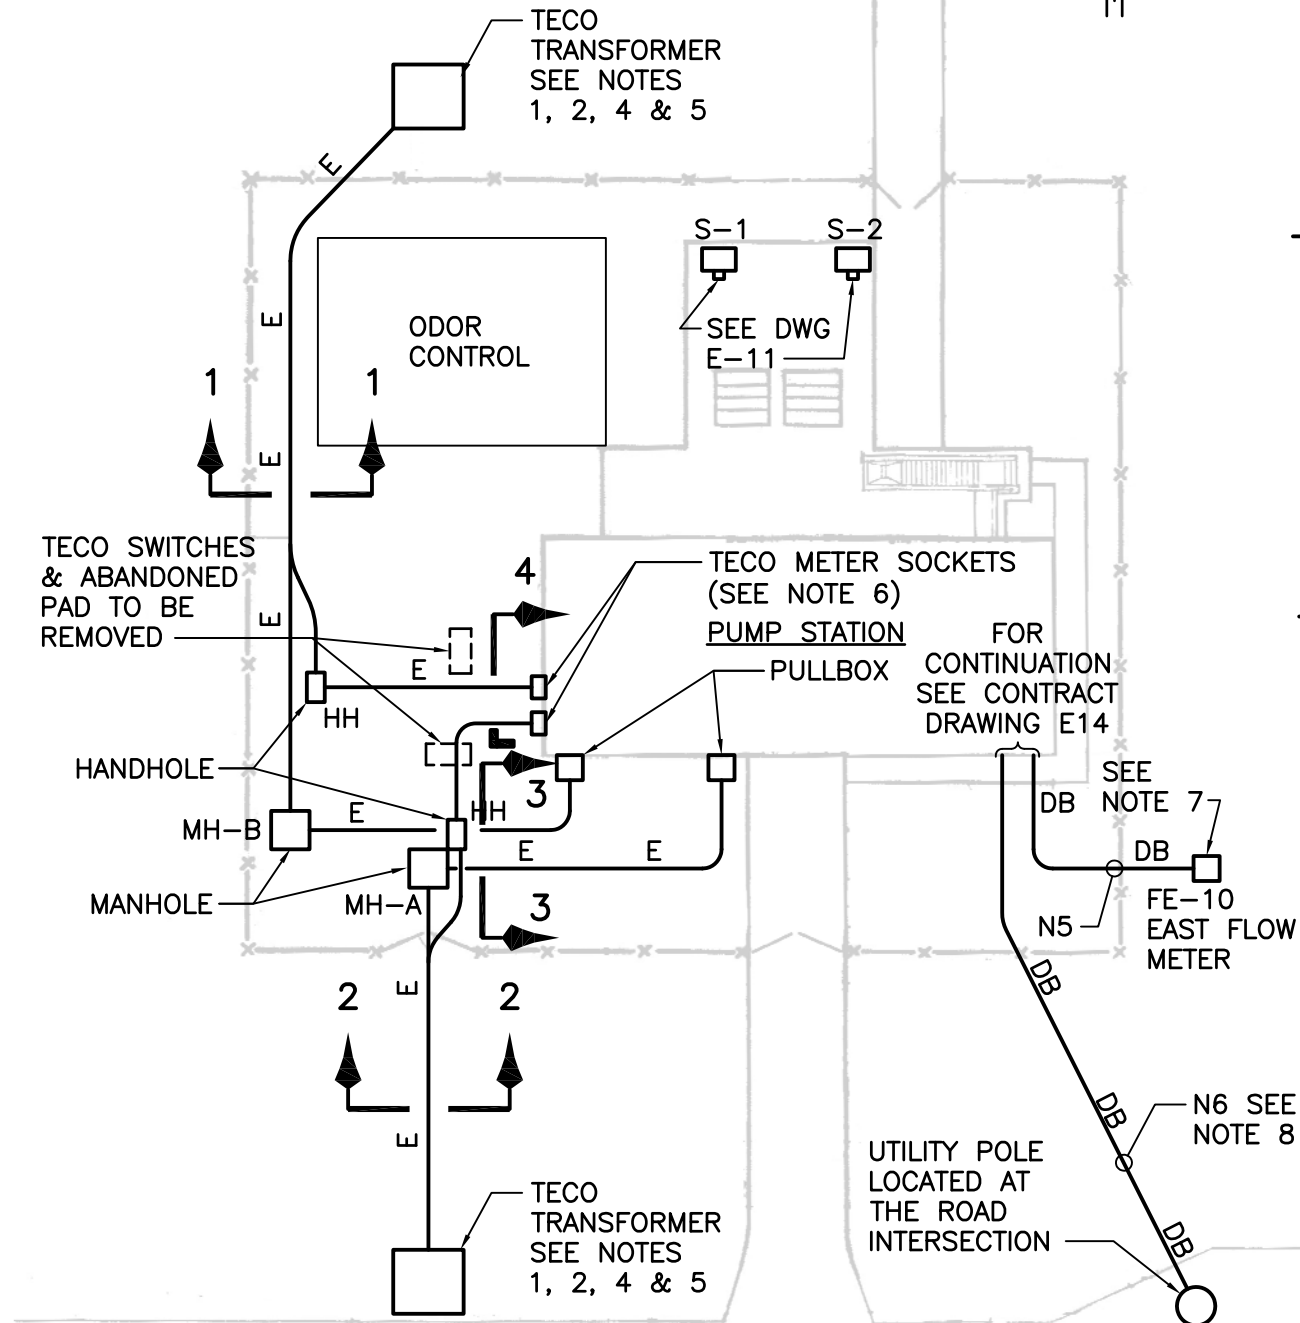 TECO
TRANSFORMER
SEE NOTES
1, 2, 4 & 5
E
S-1
S-2
E
ODOR
CONTROL
SEE DWG
E-11
1
1
E
TECO SWITCHES
& ABANDONED
PAD TO BE
REMOVED
4
TECO METER SOCKETS
(SEE NOTE 6)
PUMP STATION
FOR
CONTINUATION
SEE CONTRACT
DRAWING E14
E
E
PULLBOX
HH
HANDHOLE
SEE
NOTE 7
3
HH
DB
MH-B
E
E
E
DB
MANHOLE
MH-A
3
N5
FE-10
EAST FLOW
METER
DB
E
2
2
DB
N6 SEE
NOTE 8
E
UTILITY POLE
LOCATED AT
THE ROAD
INTERSECTION
TECO
TRANSFORMER
SEE NOTES
1, 2, 4 & 5
DB